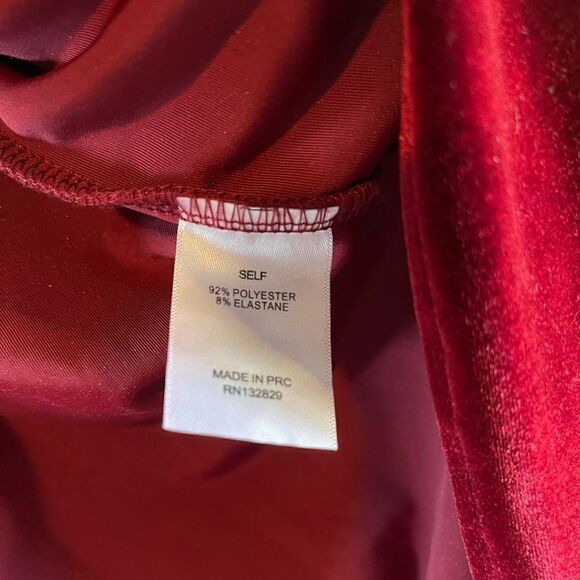 SELF
92% POLYESTER
8% ELASTANE
MADE IN PRC
RN132829